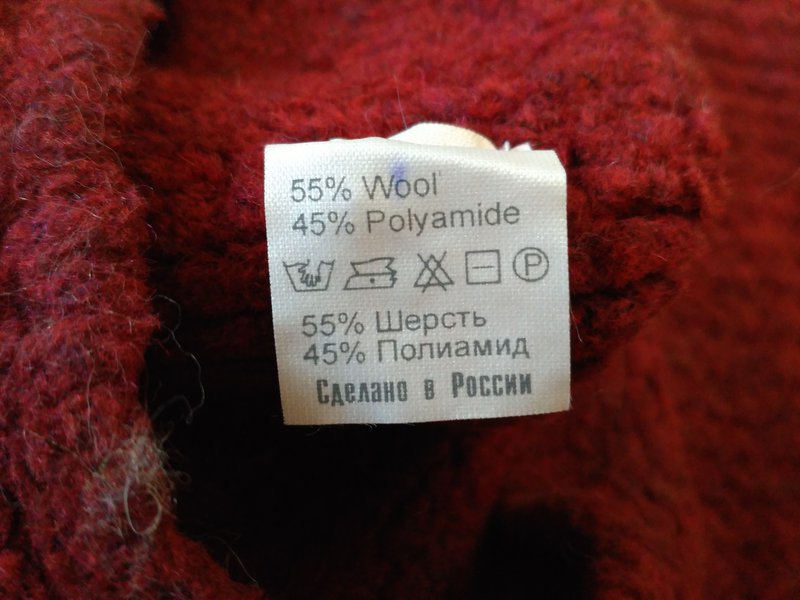 55% Wool
45% Polyamide
P
55% Шерсть
45% Полиамид
Сделано в России